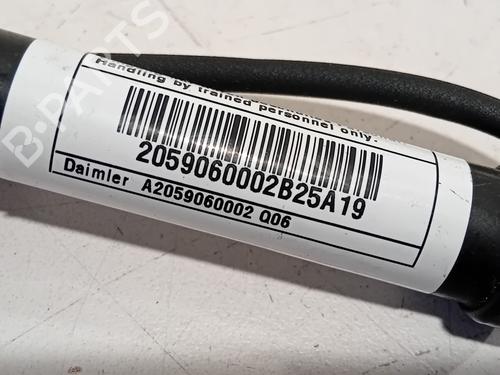 B-PARTS
Handling by trained personnel only.
2059060002B25A19
Daimler A2059060002 Q06